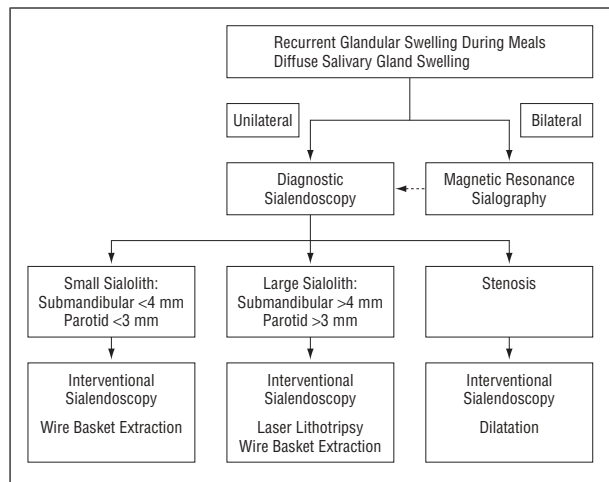 Recurrent Glandular Swelling During Meals
Diffuse Salivary Gland Swelling
Unilateral
Bilateral
Diagnostic
Sialendoscopy
Magnetic Resonance
Sialography
Small Sialolith:
Submandibular <4 mm
Parotid <3 mm
Large Sialolith:
Submandibular >4 mm
Parotid >3 mm
Stenosis
Interventional
Sialendoscopy
Wire Basket Extraction
Interventional
Sialendoscopy
Laser Lithotripsy
Wire Basket Extraction
Interventional
Sialendoscopy
Dilatation